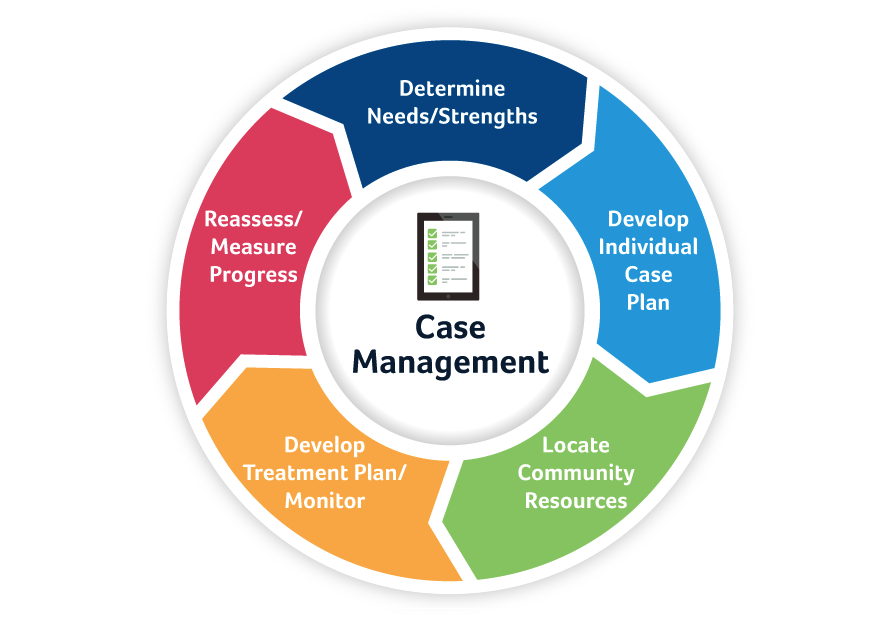 Determine
Needs/Strengths
Develop
Individual
Case
Plan
Locate
Community
Resources
Develop
Treatment Plan/
Monitor
Reassess/
Measure
Progress
Case
Management